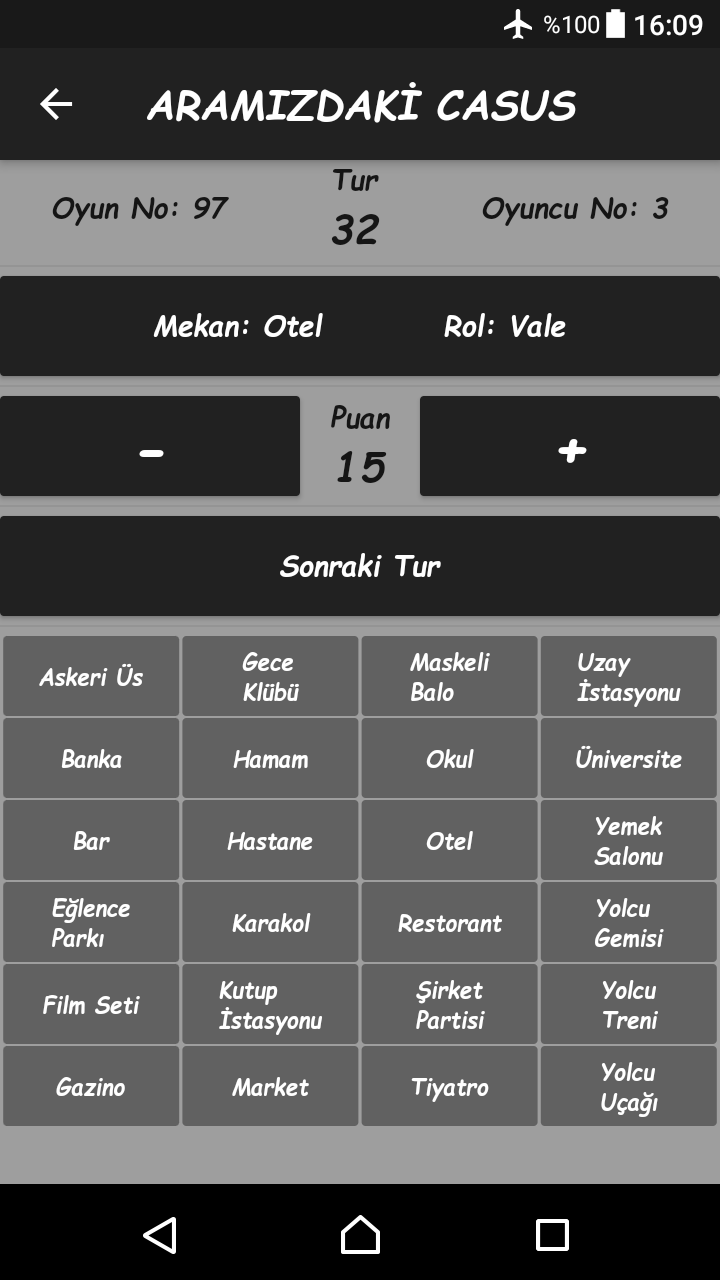 %100 16:09
ARAMIZDAKİ CASUS
Oyun No: 97
Tur
32
Oyuncu No: 3
Mekan: Otel
Rol: Vale
-
Puan
15
+
Sonraki Tur
Askeri Üs
Gece
Klübü
Maskeli
Balo
Uzay
İstasyonu
Banka
Hamam
Okul
Üniversite
Bar
Hastane
Otel
Yemek
Salonu
Eğlence
Parkı
Karakol
Restorant
Yolcu
Gemisi
Film Seti
Kutup
İstasyonu
Şirket
Partisi
Yolcu
Treni
Gazino
Market
Tiyatro
Yolcu
Uçağı